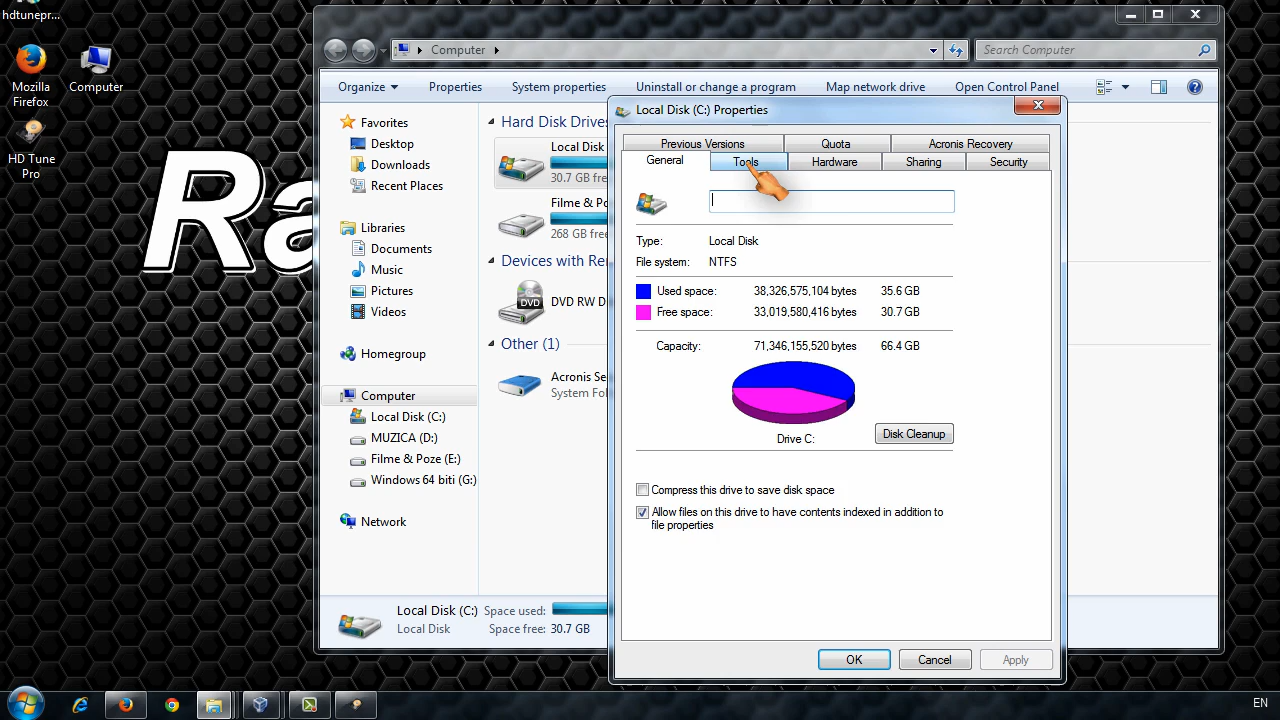 hdtunepr...
Mozilla
Firefox
Computer
HD Tune
Pro
Ra
Computer
Search Computer
Organize
Properties
System properties
Uninstall or change a program
Map network drive
Open Control Panel
Favorites
Desktop
Downloads
Recent Places
Libraries
Documents
Music
Pictures
Videos
Homegroup
Computer
Local Disk (C:)
MUZICA (D:)
Filme & Poze (E:)
Windows 64 biti (G:)
Network
Hard Disk Drives
Local Disk
30.7 GB free
Filme & Po
268 GB free
Devices with Re
DVD
DVD RW D
Other (1)
Acronis Se
System Fol
Local Disk (C:)
Local Disk
Space used:
Space free: 30.7 GB
Local Disk (C:) Properties
Previous Versions
Quota
Acronis Recovery
General
Tools
Hardware
Sharing
Security
Type: Local Disk
File system: NTFS
Used space: 38,326,575,104 bytes 35.6 GB
Free space: 33,019,580,416 bytes 30.7 GB
Capacity: 71,346,155,520 bytes 66.4 GB
Drive C:
Disk Cleanup
Compress this drive to save disk space
Allow files on this drive to have contents indexed in addition to
file properties
OK
Cancel
Apply
EN